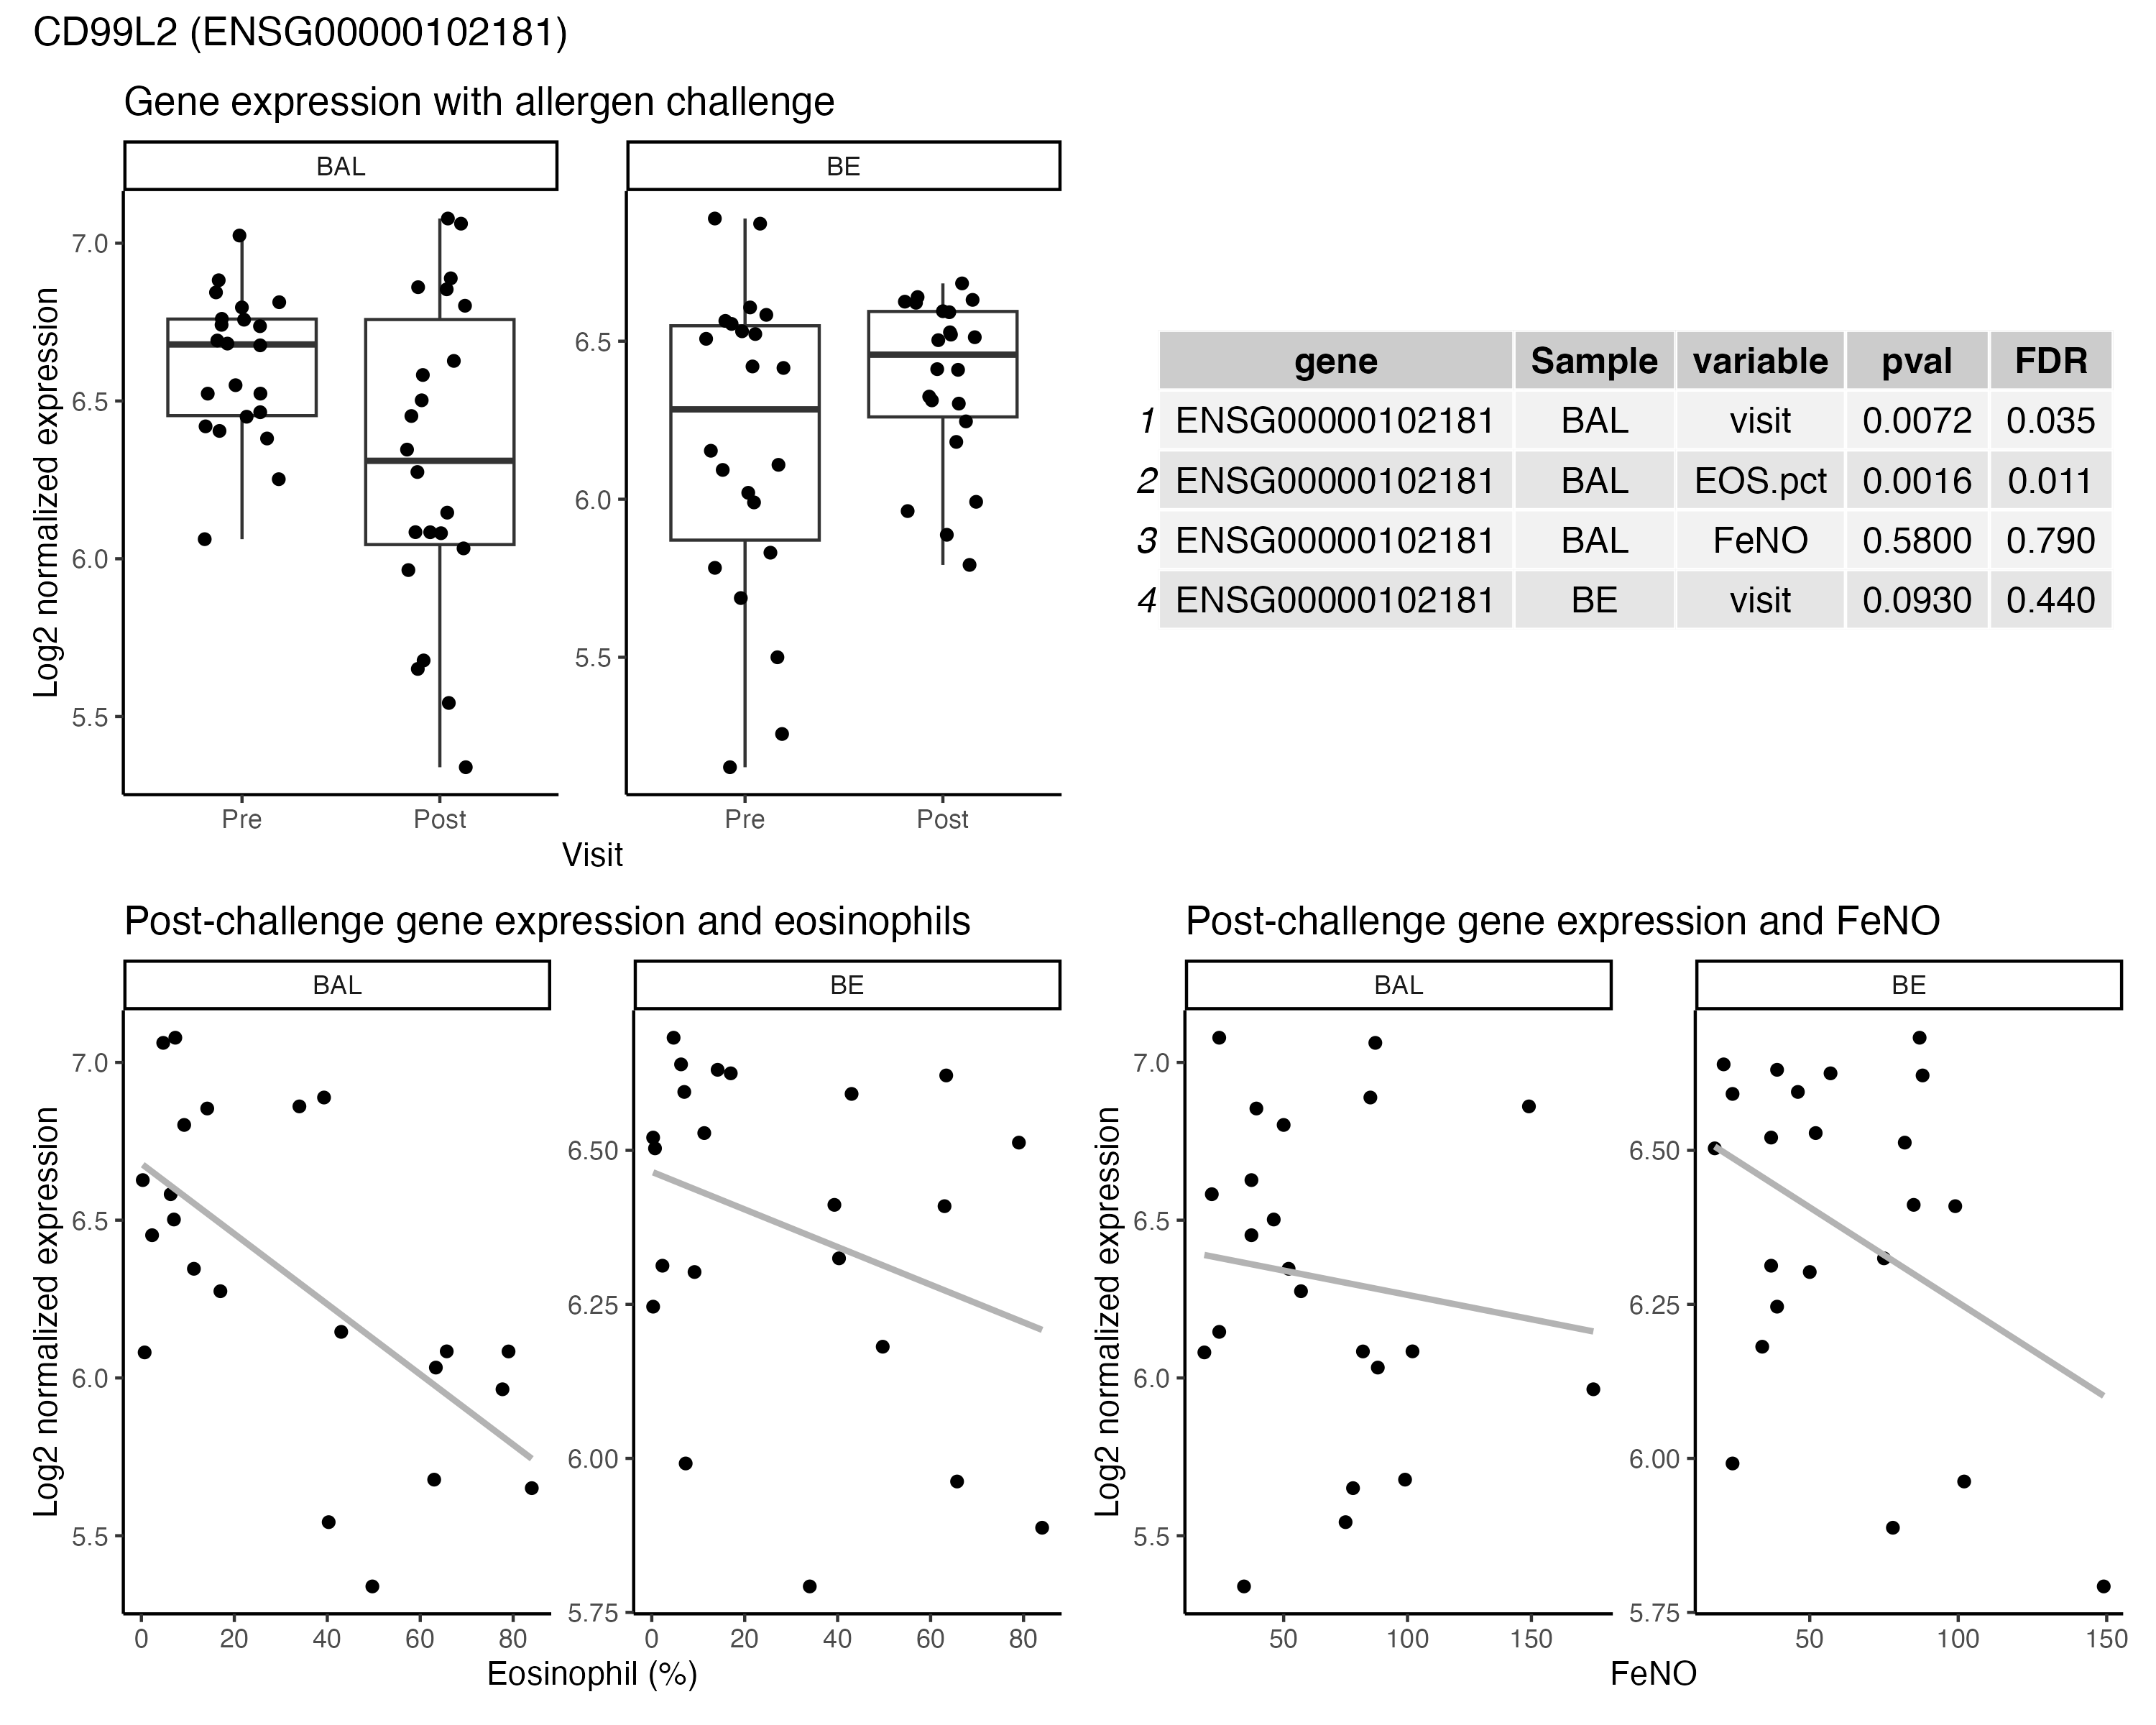 CD99L2 (ENSG00000102181)
Gene expression with allergen challenge
BAL
BE
Log2 normalized expression
7.0
6.5
6.0
5.5
6.5
6.0
5.5
Pre
Post
Pre
Post
Visit
gene Sample variable pval FDR
1 ENSG00000102181 BAL visit 0.0072 0.035
2 ENSG00000102181 BAL EOS.pct 0.0016 0.011
3 ENSG00000102181 BAL FeNO 0.5800 0.790
4 ENSG00000102181 BE visit 0.0930 0.440
Post-challenge gene expression and eosinophils
BAL
BE
Log2 normalized expression
7.0
6.5
6.0
5.5
6.50
6.25
6.00
5.75
0 20 40 60 80
0 20 40 60 80
Eosinophil (%)
Post-challenge gene expression and FeNO
BAL
BE
Log2 normalized expression
7.0
6.5
6.0
5.5
6.50
6.25
6.00
5.75
50 100 150
50 100 150
FeNO